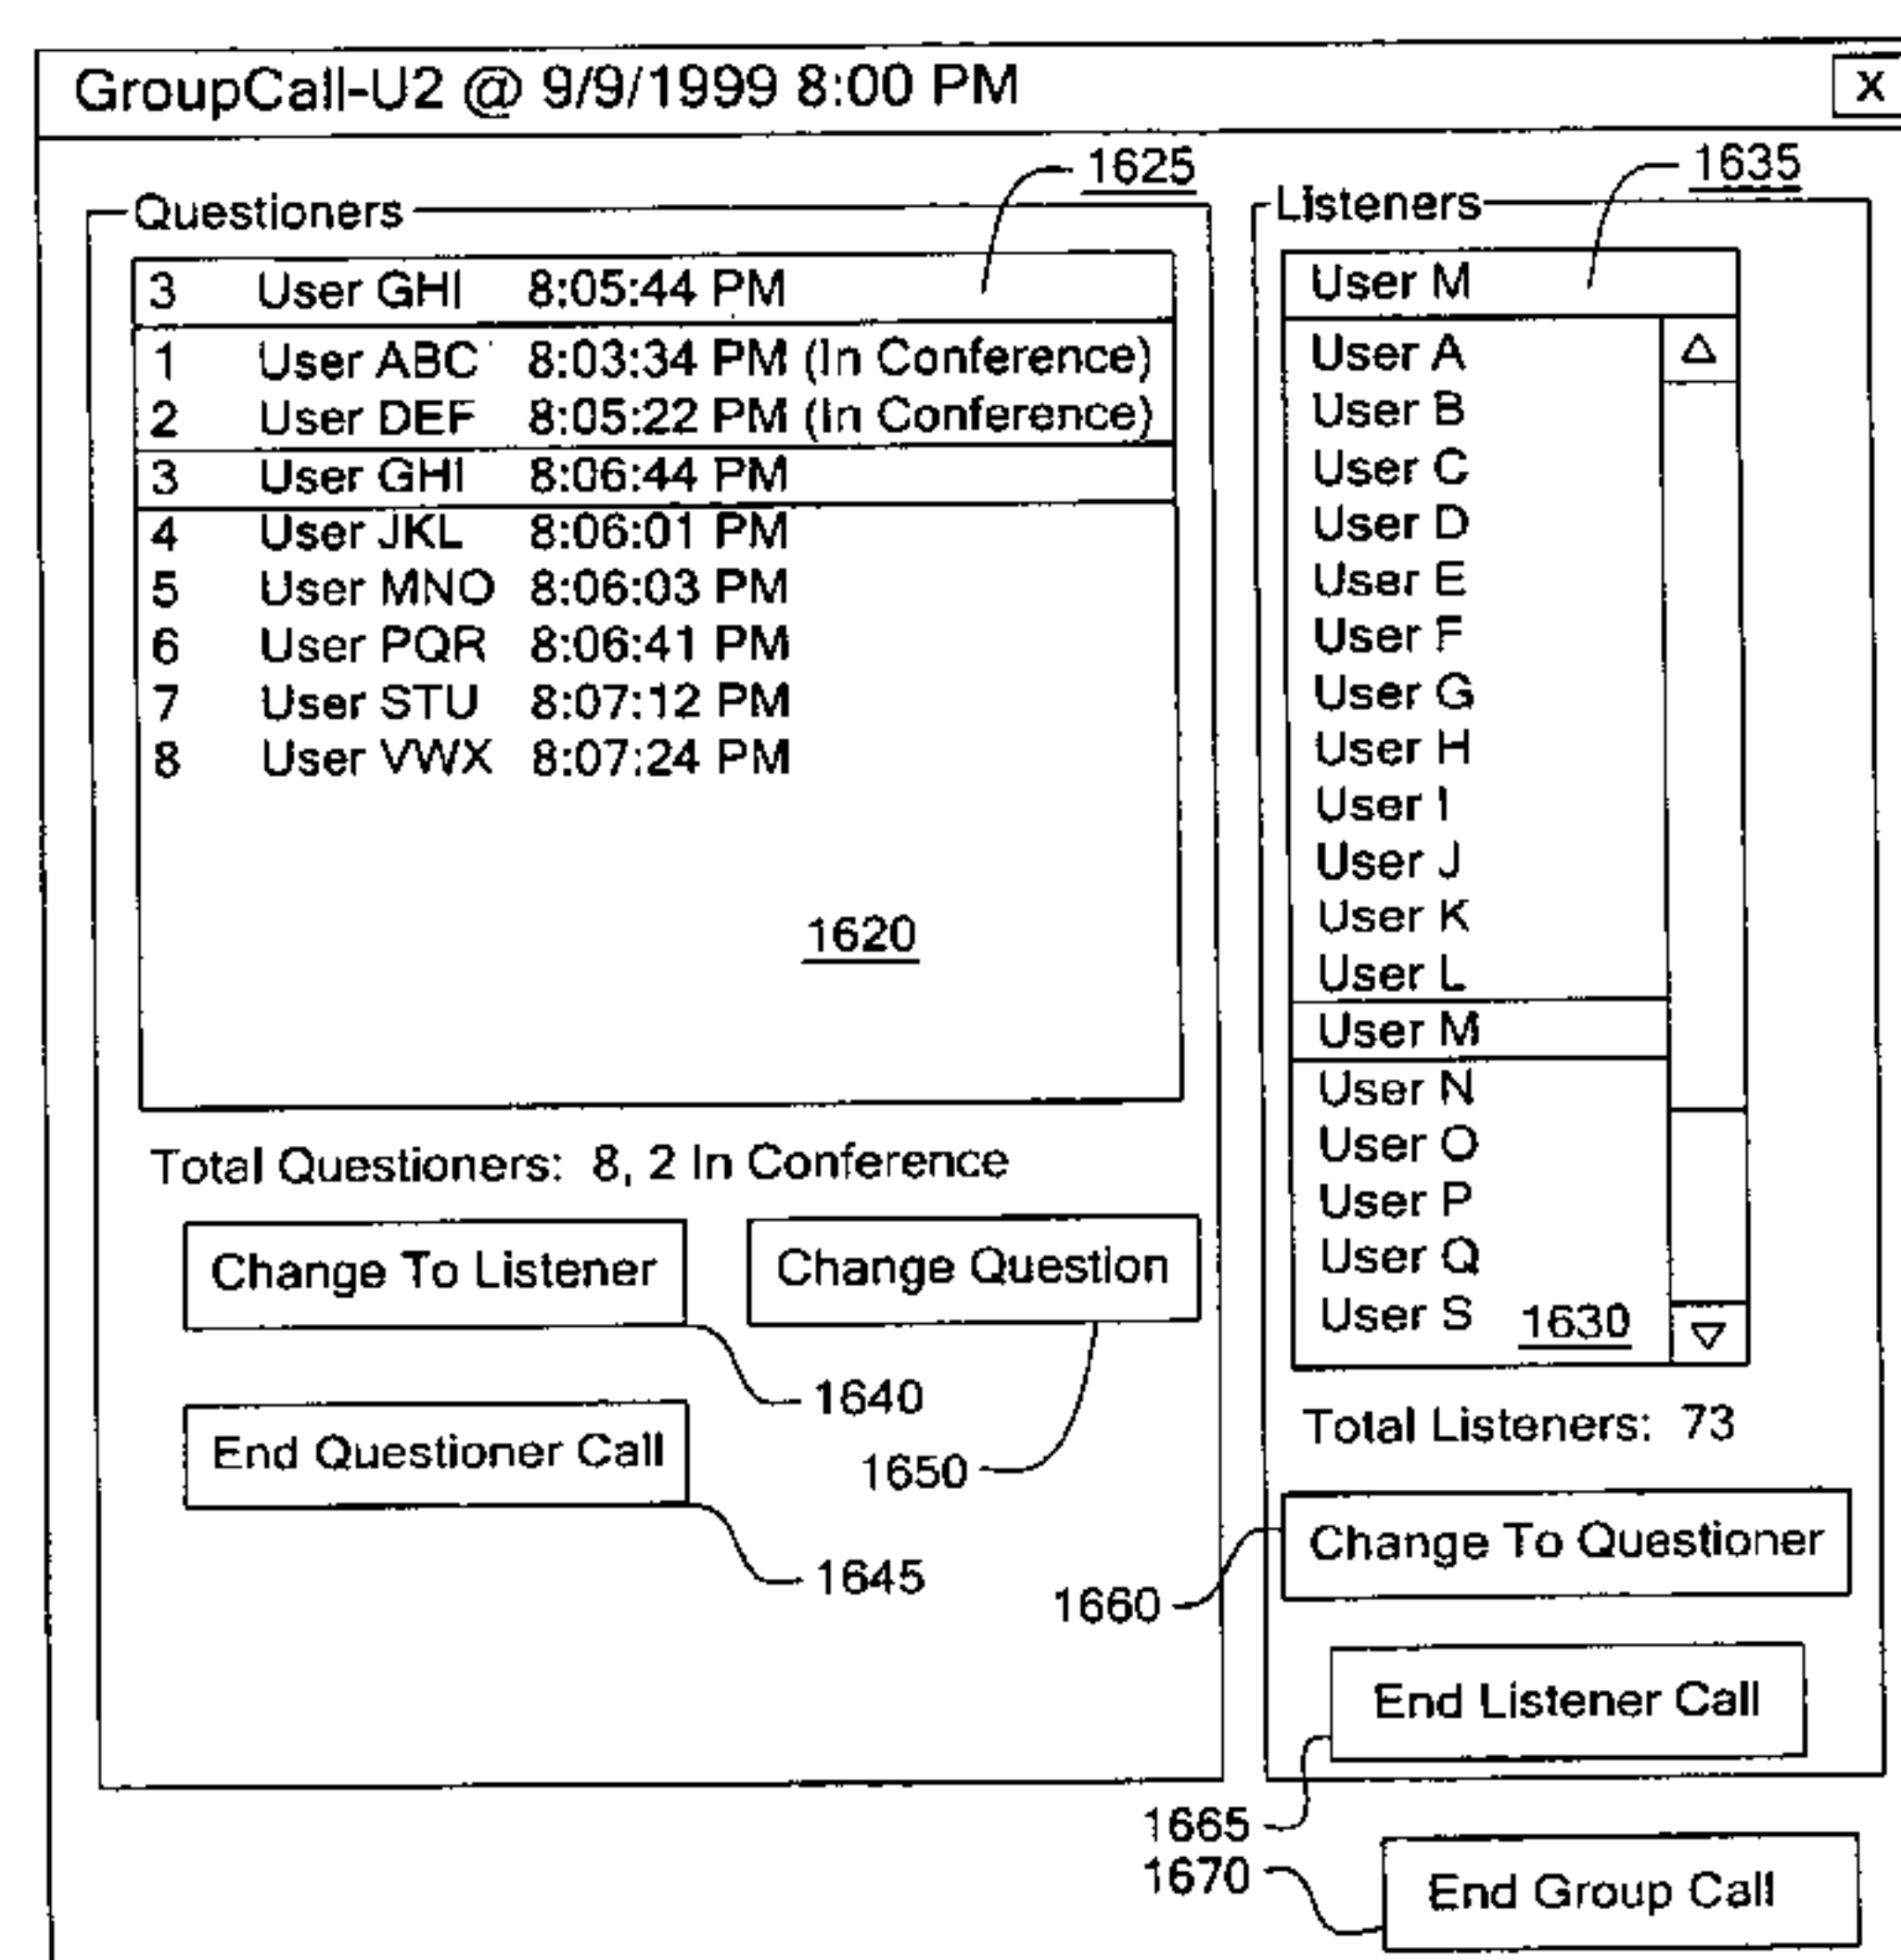 GroupCall-U2 @ 9/9/1999 8:00 PM X
1625
Questioners
3 User GHI 8:05:44 PM
1 User ABC 8:03:34 PM (In Conference)
2 User DEF 8:05:22 PM (In Conference)
3 User GHI 8:06:44 PM
4 User JKL 8:06:01 PM
5 User MNO 8:06:03 PM
6 User PQR 8:06:41 PM
7 User STU 8:07:12 PM
8 User VWX 8:07:24 PM
1620
Total Questioners: 8, 2 In Conference
Change To Listener
Change Question
1640
End Questioner Call
1650
1645
1635
Listeners
User M
User A
User B
User C
User D
User E
User F
User G
User H
User I
User J
User K
User L
User M
User N
User O
User P
User Q
User S
1630
Total Listeners: 73
Change To Questioner
1660
End Listener Call
1665
1670
End Group Call